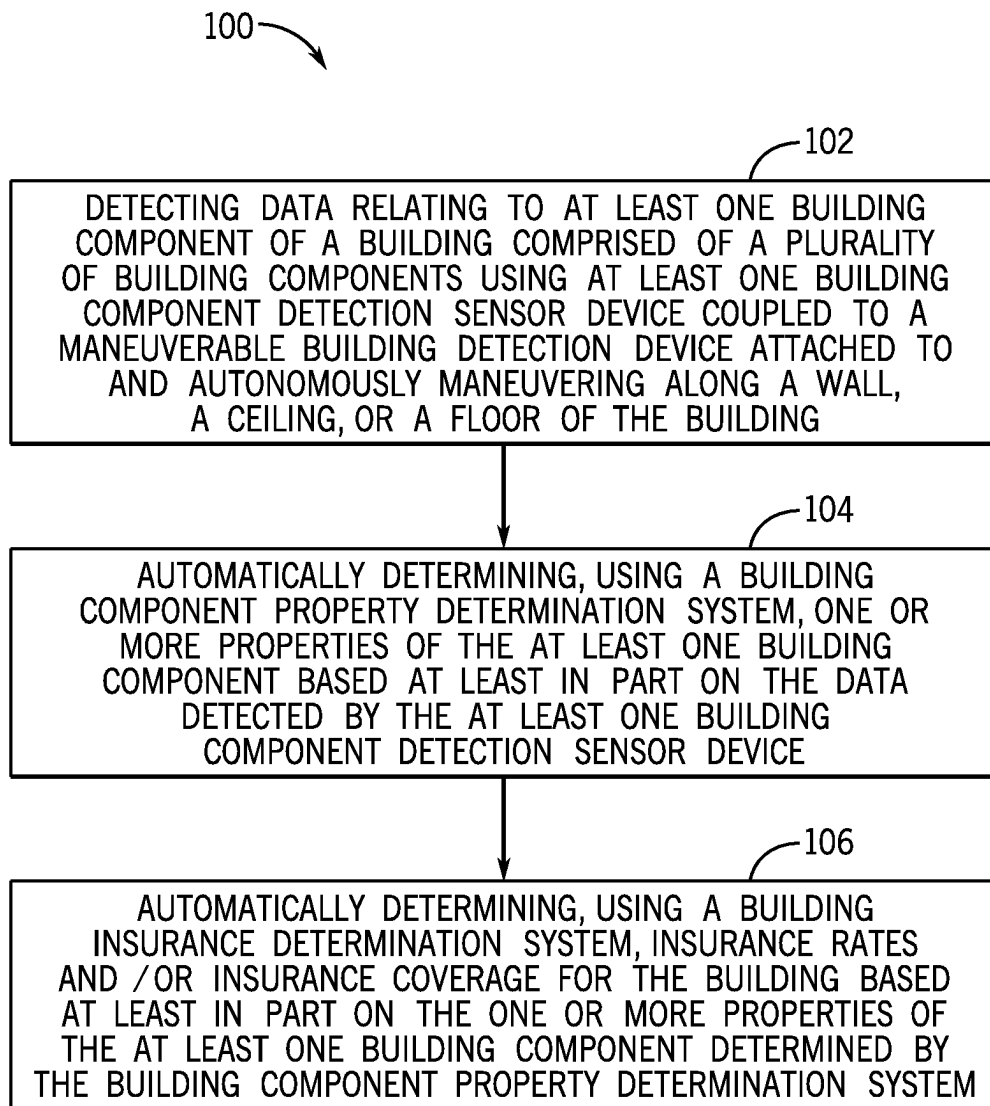 100
102
DETECTING DATA RELATING TO AT LEAST ONE BUILDING
COMPONENT OF A BUILDING COMPRISED OF A PLURALITY
OF BUILDING COMPONENTS USING AT LEAST ONE BUILDING
COMPONENT DETECTION SENSOR DEVICE COUPLED TO A
MANEUVERABLE BUILDING DETECTION DEVICE ATTACHED TO
AND AUTONOMOUSLY MANEUVERING ALONG A WALL,
A CEILING, OR A FLOOR OF THE BUILDING
104
AUTOMATICALLY DETERMINING, USING A BUILDING
COMPONENT PROPERTY DETERMINATION SYSTEM, ONE OR
MORE PROPERTIES OF THE AT LEAST ONE BUILDING
COMPONENT BASED AT LEAST IN PART ON THE DATA
DETECTED BY THE AT LEAST ONE BUILDING
COMPONENT DETECTION SENSOR DEVICE
106
AUTOMATICALLY DETERMINING, USING A BUILDING
INSURANCE DETERMINATION SYSTEM, INSURANCE RATES
AND /OR INSURANCE COVERAGE FOR THE BUILDING BASED
AT LEAST IN PART ON THE ONE OR MORE PROPERTIES OF
THE AT LEAST ONE BUILDING COMPONENT DETERMINED BY
THE BUILDING COMPONENT PROPERTY DETERMINATION SYSTEM